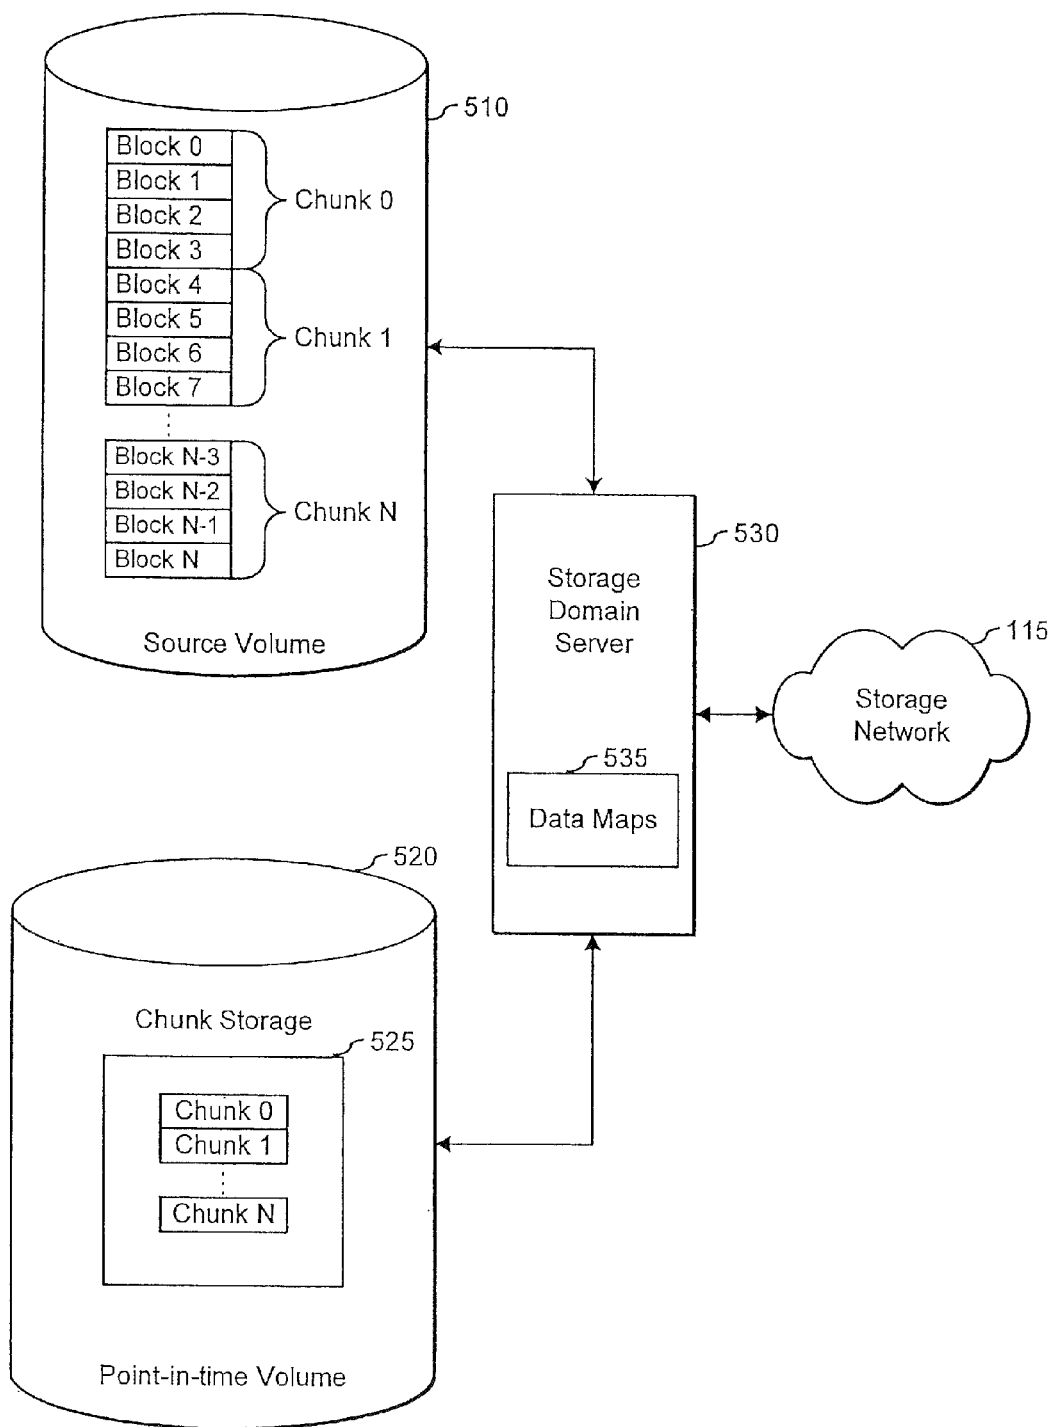 510
Block 0
Block 1
Block 2
Block 3
Chunk 0
Block 4
Block 5
Block 6
Block 7
Chunk 1
Block N-3
Block N-2
Block N-1
Block N
Chunk N
Source Volume
530
Storage
Domain
Server
535
Data Maps
115
Storage
Network
520
Chunk Storage
525
Chunk 0
Chunk 1
Chunk N
Point-in-time Volume